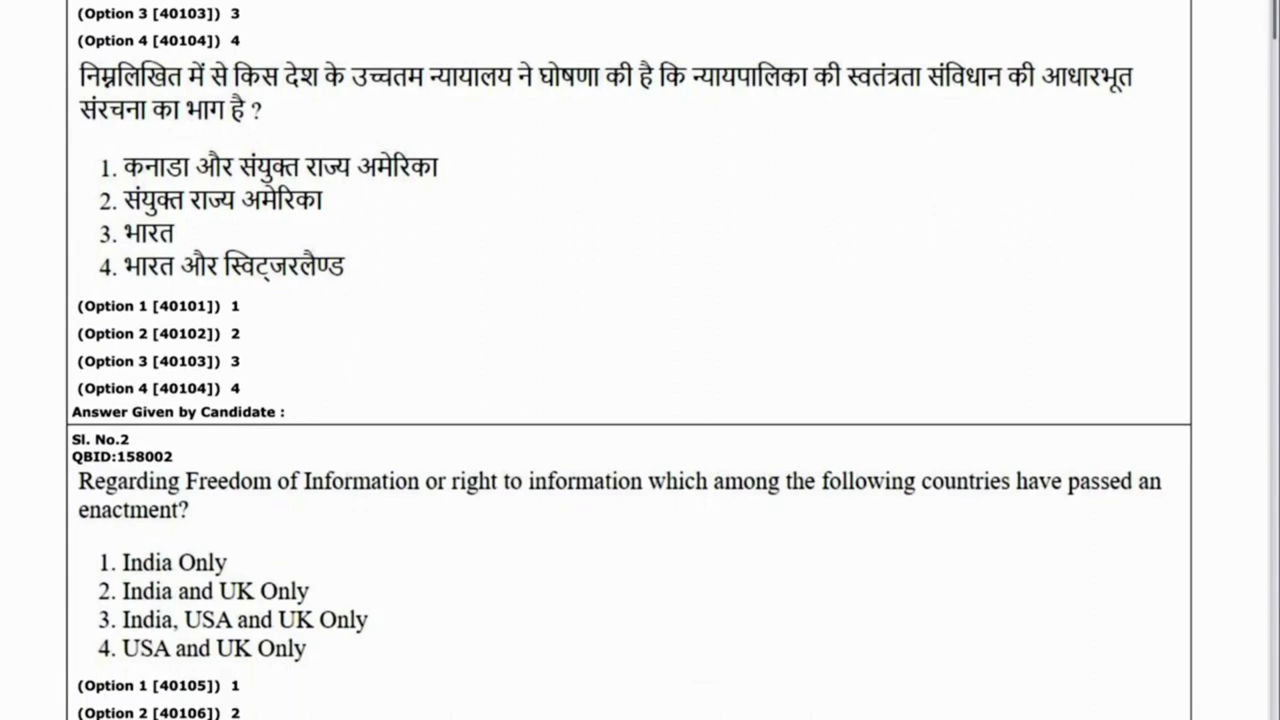 (Option 3 [40103]) 3
(Option 4 [40104]) 4
निम्नलिखित में से किस देश के उच्चतम न्यायालय ने घोषणा की है कि न्यायपालिका की स्वतंत्रता संविधान की आधारभूत
संरचना का भाग है ?
1. कनाडा और संयुक्त राज्य अमेरिका
2. संयुक्त राज्य अमेरिका
3. भारत
4. भारत और स्विट्जरलैण्ड
(Option 1 [40101]) 1
(Option 2 [40102]) 2
(Option 3 [40103]) 3
(Option 4 [40104]) 4
Answer Given by Candidate :
Sl. No.2
QBID:158002
Regarding Freedom of Information or right to information which among the following countries have passed an
enactment?
1. India Only
2. India and UK Only
3. India, USA and UK Only
4. USA and UK Only
(Option 1 [40105]) 1
(Option 2 [40106]) 2